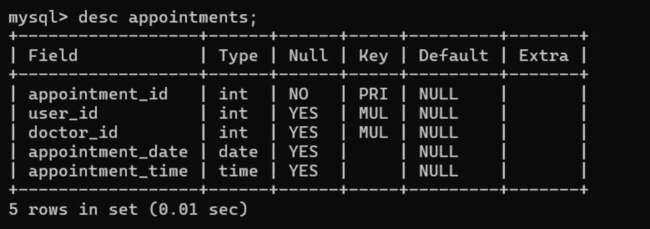 mysql> desc appointments;
+------------------+------+------+-----+---------+-------+
| Field            | Type | Null | Key | Default | Extra |
+------------------+------+------+-----+---------+-------+
| appointment_id   | int  | NO   | PRI | NULL    |       |
| user_id          | int  | YES  | MUL | NULL    |       |
| doctor_id        | int  | YES  | MUL | NULL    |       |
| appointment_date | date | YES  |     | NULL    |       |
| appointment_time | time | YES  |     | NULL    |       |
+------------------+------+------+-----+---------+-------+
5 rows in set (0.01 sec)